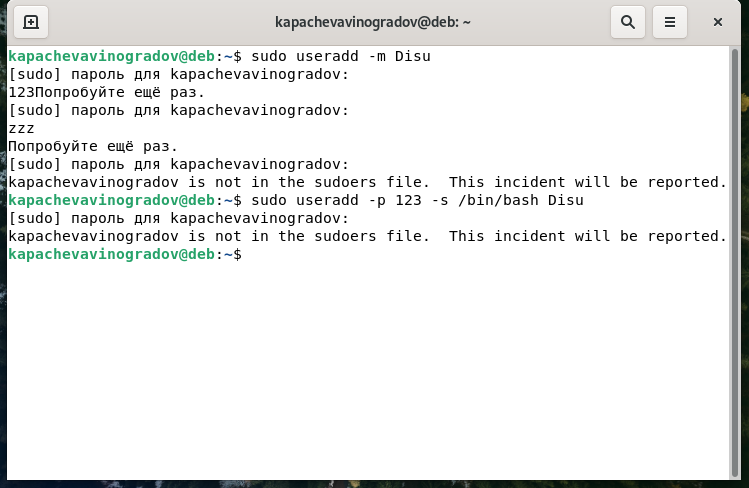 kapachevavinogradov@deb: ~
kapachevavinogradov@deb:~$ sudo useradd -m Disu
[sudo] пароль для kapachevavinogradov:
123Попробуйте ещё раз.
[sudo] пароль для kapachevavinogradov:
zzz
Попробуйте ещё раз.
[sudo] пароль для kapachevavinogradov:
kapachevavinogradov is not in the sudoers file.  This incident will be reported.
kapachevavinogradov@deb:~$ sudo useradd -p 123 -s /bin/bash Disu
[sudo] пароль для kapachevavinogradov:
kapachevavinogradov is not in the sudoers file.  This incident will be reported.
kapachevavinogradov@deb:~$